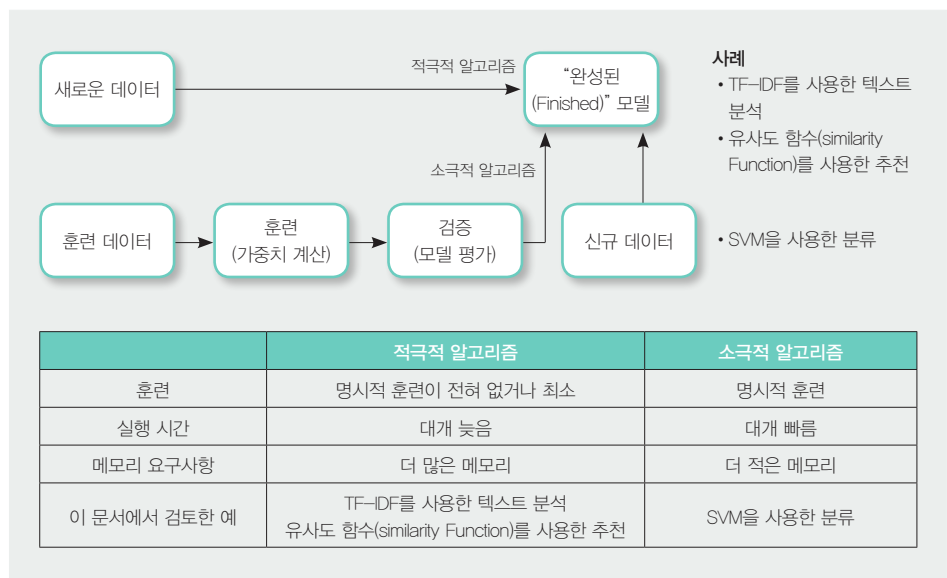 적극적 알고리즘
새로운 데이터
“완성된
(Finished)” 모델
소극적 알고리즘
훈련 데이터
훈련
(가중치 계산)
검증
(모델 평가)
신규 데이터
사례
• TF-IDF를 사용한 텍스트
분석
• 유사도 함수(similarity
Function)를 사용한 추천
• SVM을 사용한 분류
적극적 알고리즘 소극적 알고리즘
훈련 명시적 훈련이 전혀 없거나 최소 명시적 훈련
실행 시간 대개 늦음 대개 빠름
메모리 요구사항 더 많은 메모리 더 적은 메모리
이 문서에서 검토한 예 TF-IDF를 사용한 텍스트 분석
유사도 함수(similarity Function)를 사용한 추천 SVM을 사용한 분류